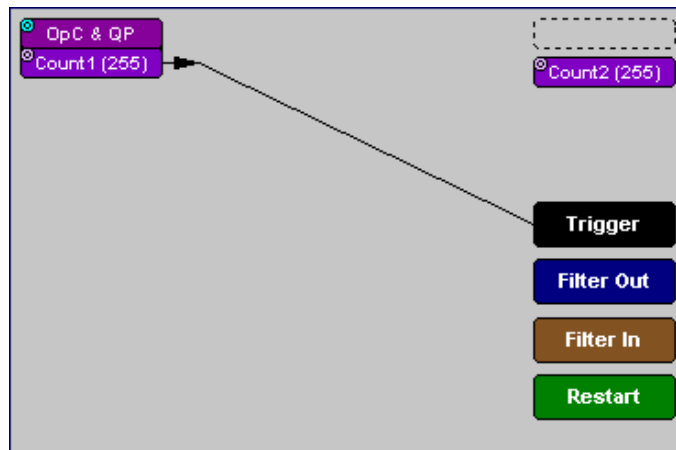 OpC & QP
Count1 (255)
Count2 (255)
Trigger
Filter Out
Filter In
Restart